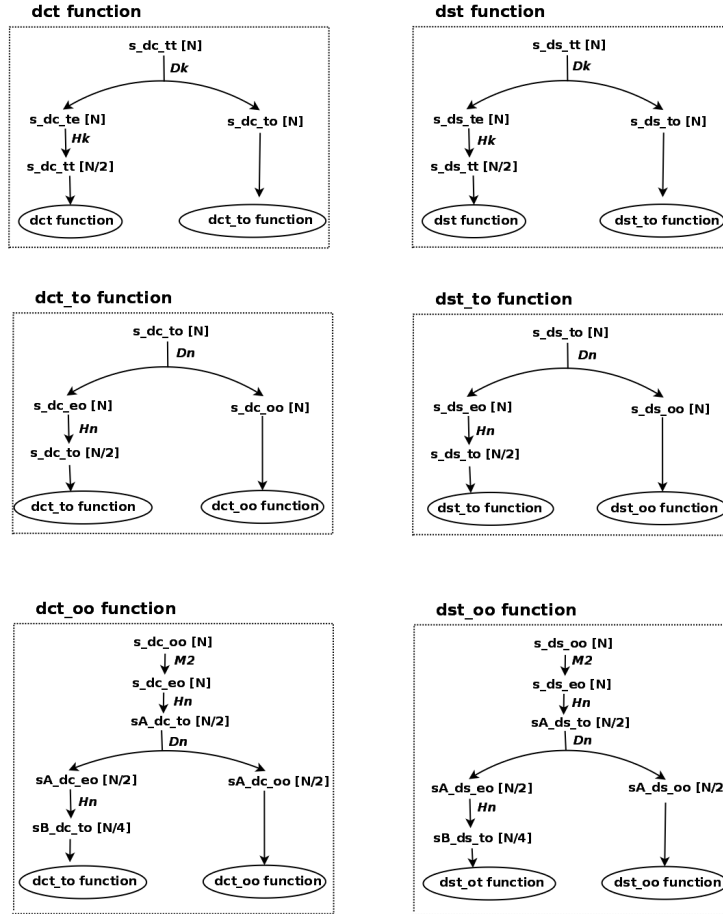 dct function
s_dc_tt [N]
Dk
s_dc_te [N]
s_dc_to [N]
Hk
s_dc_tt [N/2]
dct function
dct_to function
dst function
s_ds_tt [N]
Dk
s_ds_te [N]
s_ds_to [N]
Hk
s_ds_tt [N/2]
dst function
dst_to function
dct_to function
s_dc_to [N]
Dn
s_dc_eo [N]
s_dc_oo [N]
Hn
s_dc_to [N/2]
dct_to function
dct_oo function
dst_to function
s_ds_to [N]
Dn
s_ds_eo [N]
s_ds_oo [N]
Hn
s_ds_to [N/2]
dst_to function
dst_oo function
dct_oo function
s_dc_oo [N]
M2
s_dc_eo [N]
Hn
sA_dc_to [N/2]
Dn
sA_dc_eo [N/2]
sA_dc_oo [N/2]
Hn
sB_dc_to [N/4]
dct_to function
dct_oo function
dst_oo function
s_ds_oo [N]
M2
s_ds_eo [N]
Hn
sA_ds_to [N/2]
Dn
sA_ds_eo [N/2]
sA_ds_oo [N/2
Hn
sB_ds_to [N/4]
dst_ot function
dst_oo function